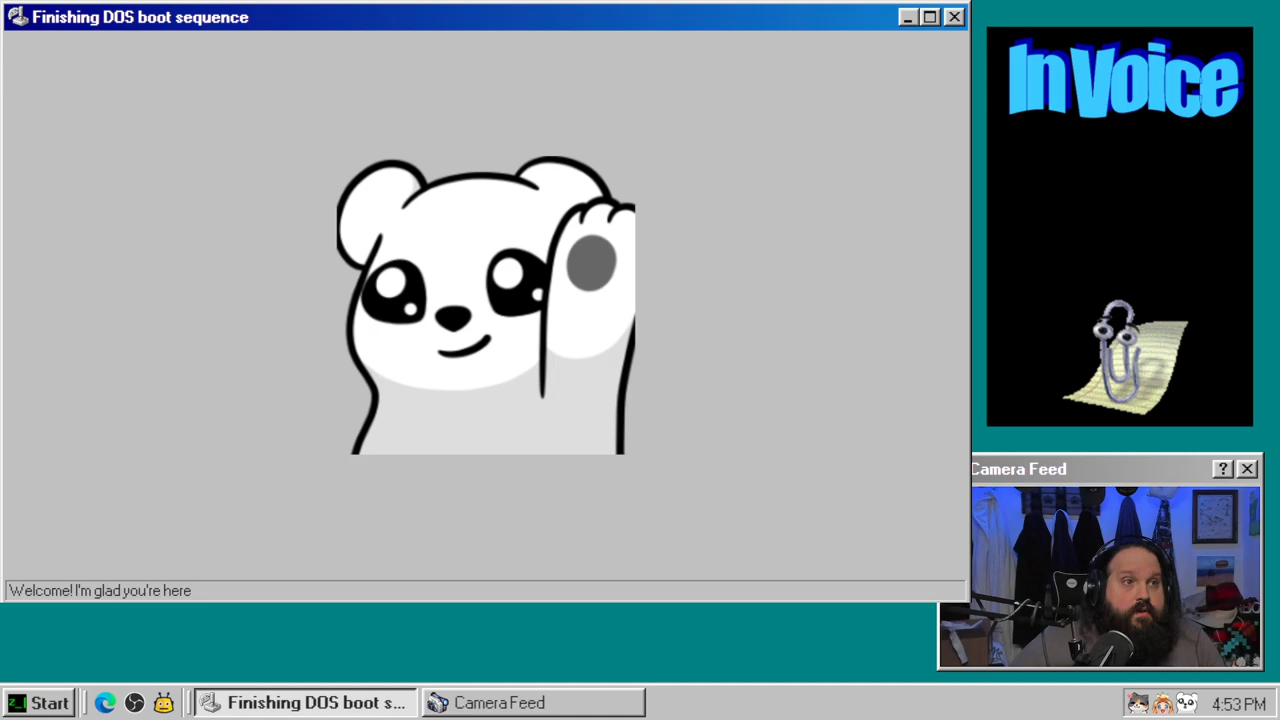 Finishing DOS boot sequence
In Voice
Camera Feed
Welcome! I'm glad you're here
Start
Finishing DOS boot s...
Camera Feed
4:53 PM